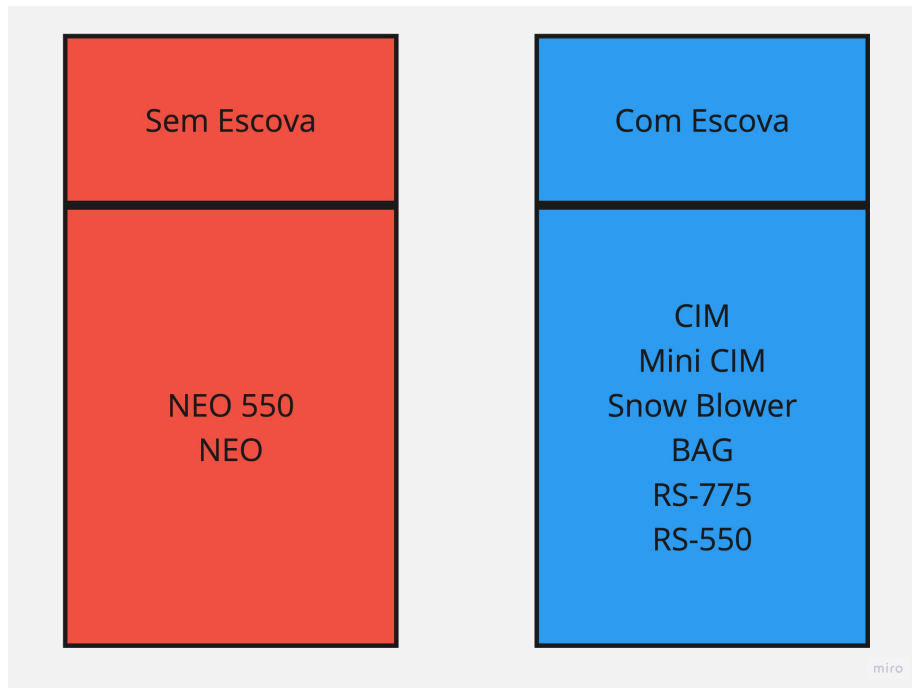 Sem Escova
NEO 550
NEO
Com Escova
CIM
Mini CIM
Snow Blower
BAG
RS-775
RS-550
miro